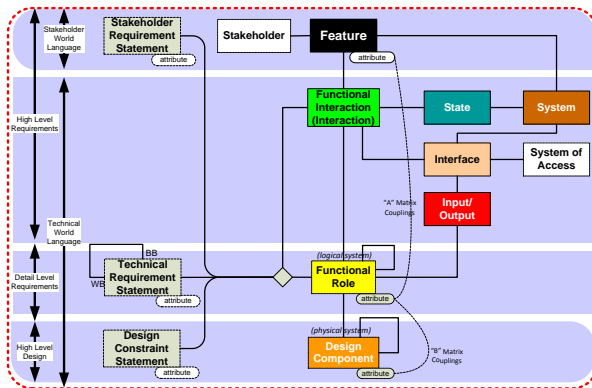 Stakeholder
World
Language
Stakeholder
Requirement
Statement
attribute
Stakeholder
Feature
attribute
High Level
Requirements
Functional
Interaction
(Interaction)
State
System
Interface
System of
Access
Technical
World
Language
"A" Matrix
Couplings
Input/
Output
BB
WB
Detail Level
Requirements
Technical
Requirement
Statement
attribute
(logical system)
Functional
Role
attribute
High Level
Design
Design
Constraint
Statement
attribute
(physical system)
Design
Component
attribute
"B" Matrix
Couplings